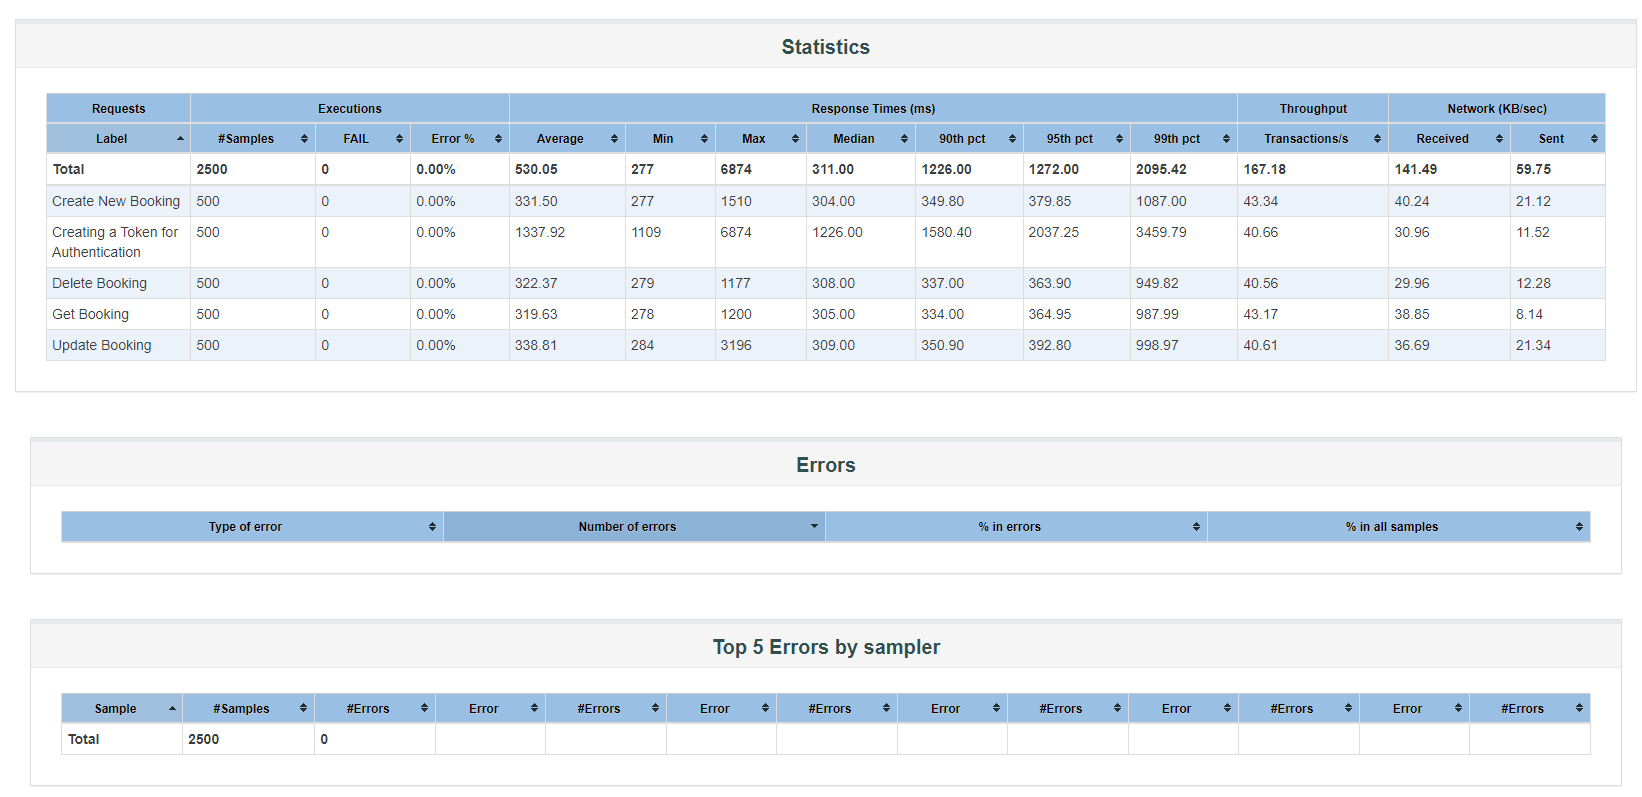 Statistics
Requests Executions Response Times (ms) Throughput Network (KB/sec)
Label #Samples FAIL Error % Average Min Max Median 90th pct 95th pct 99th pct Transactions/s Received Sent
Total 2500 0 0.00% 530.05 277 6874 311.00 1226.00 1272.00 2095.42 167.18 141.49 59.75
Create New Booking 500 0 0.00% 331.50 277 1510 304.00 349.80 379.85 1087.00 43.34 40.24 21.12
Creating a Token for 500 0 0.00% 1337.92 1109 6874 1226.00 1580.40 2037.25 3459.79 40.66 30.96 11.52
Authentication
Delete Booking 500 0 0.00% 322.37 279 1177 308.00 337.00 363.90 949.82 40.56 29.96 12.28
Get Booking 500 0 0.00% 319.63 278 1200 305.00 334.00 364.95 987.99 43.17 38.85 8.14
Update Booking 500 0 0.00% 338.81 284 3196 309.00 350.90 392.80 998.97 40.61 36.69 21.34
Errors
Type of error Number of errors % in errors % in all samples
Top 5 Errors by sampler
Sample #Samples #Errors Error #Errors Error #Errors Error #Errors Error #Errors Error #Errors
Total 2500 0